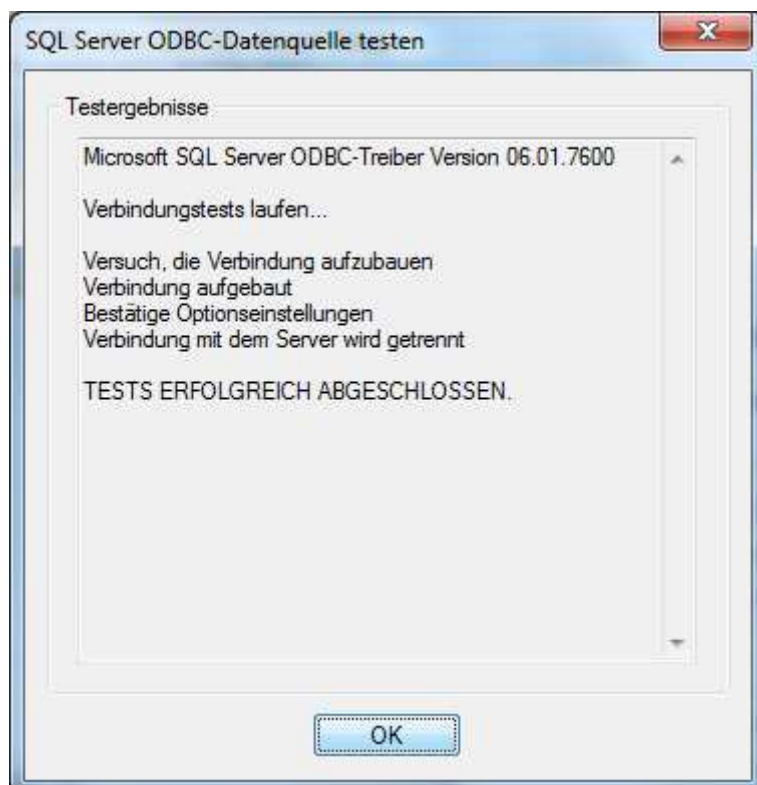 SQL Server ODBC-Datenquelle testen
Testergebnisse
Microsoft SQL Server ODBC-Treiber Version 06.01.7600
Verbindungstests laufen...
Versuch, die Verbindung aufzubauen
Verbindung aufgebaut
Bestätige Optionseinstellungen
Verbindung mit dem Server wird getrennt
TESTS ERFOLGREICH ABGESCHLOSSEN.
OK